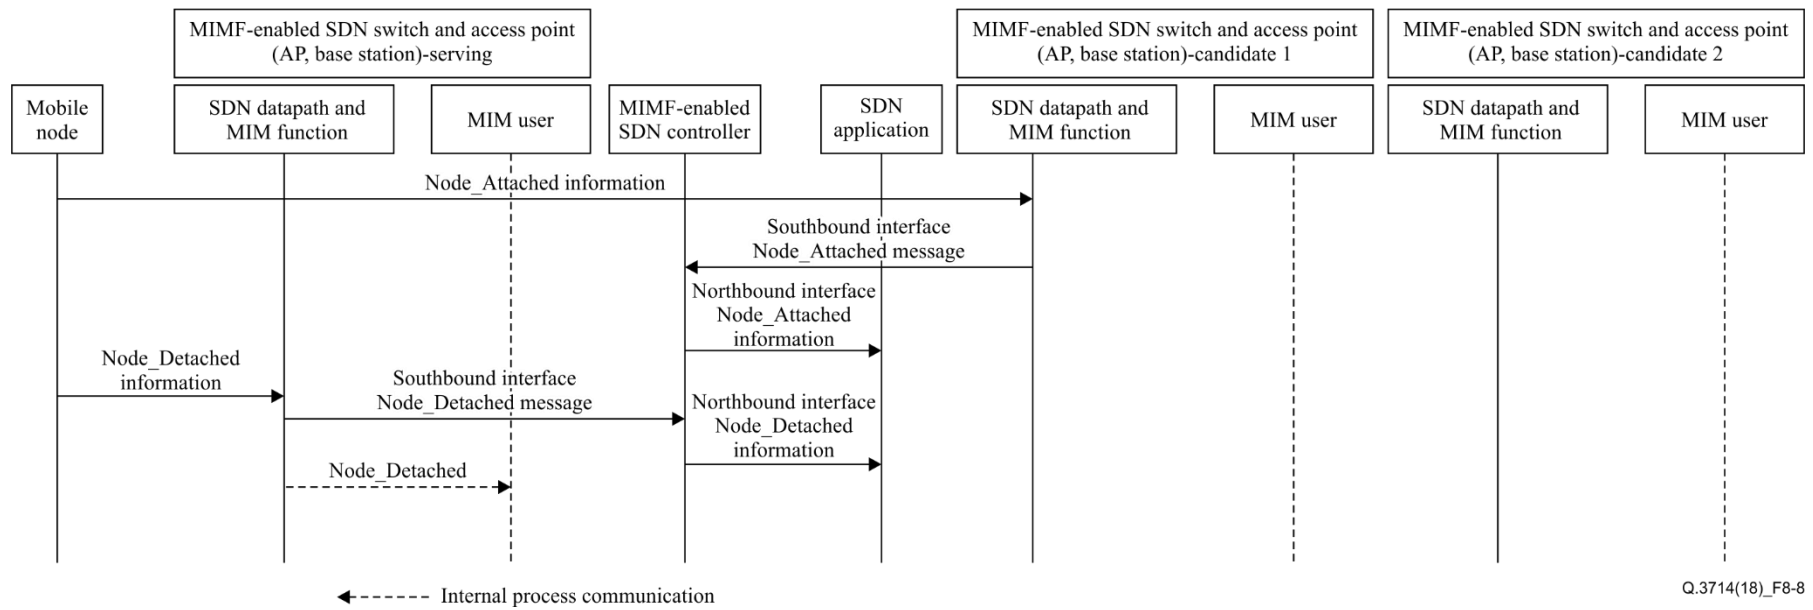 MIMF-enabled SDN switch and access point
(AP, base station)-serving
MIMF-enabled SDN switch and access point
(AP, base station)-candidate 1
MIMF-enabled SDN switch and access point
(AP, base station)-candidate 2
Mobile
node
SDN datapath and
MIM function
MIM user
MIMF-enabled
SDN controller
SDN
application
SDN datapath and
MIM function
MIM user
SDN datapath and
MIM function
MIM user
Node_Attached information
Southbound interface
Node_Attached message
Northbound interface
Node_Attached
information
Node_Detached
information
Southbound interface
Node_Detached message
Northbound interface
Node_Detached
information
Node_Detached
Internal process communication
Q.3714(18)_F8-8